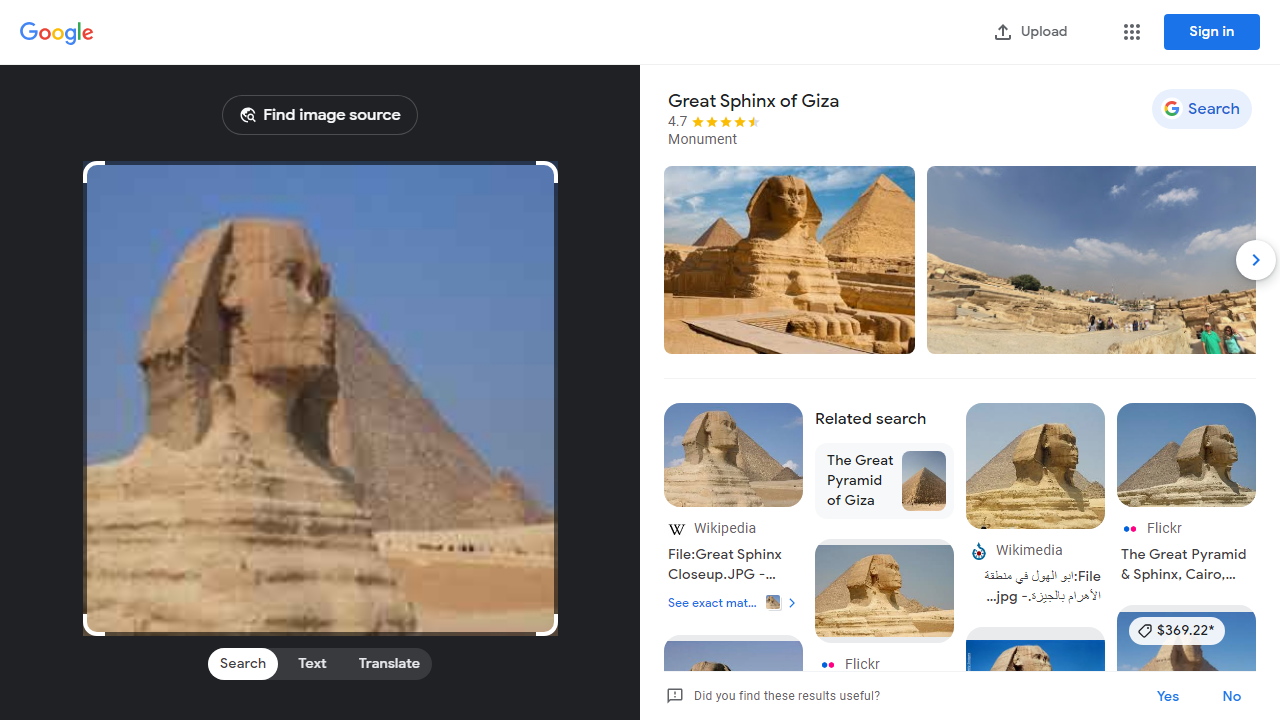 Google
Upload
Sign in
Find image source
Search
Text
Translate
Great Sphinx of Giza
4.7
Monument
Search
Wikipedia
File:Great Sphinx
Closeup.JPG -...
See exact mat...
Related search
The Great
Pyramid
of Giza
Flickr
Wikimedia
File:ابو الهول في منطقة
الأهرام بالجيزة.jpg -...
Flickr
The Great Pyramid
& Sphinx, Cairo,...
$369.22*
Did you find these results useful?
Yes
No